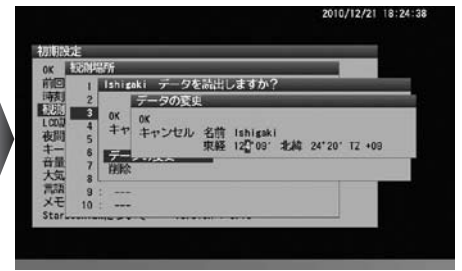 2010/12/21 18:24:38
初期設定
OK 観測場所
前回 1 Ishigaki データを読出しますか?
時刻 2 データの変更
観測 3 OK OK
LCD 4 キャ キャンセル 名前 Ishigaki
夜間 5 東経 12 09' 北緯 24°20' TZ +09
キー 6
音量 7 データの変更
大気 8 削除
言語 9 : ---
メモ 10 : ---
Star